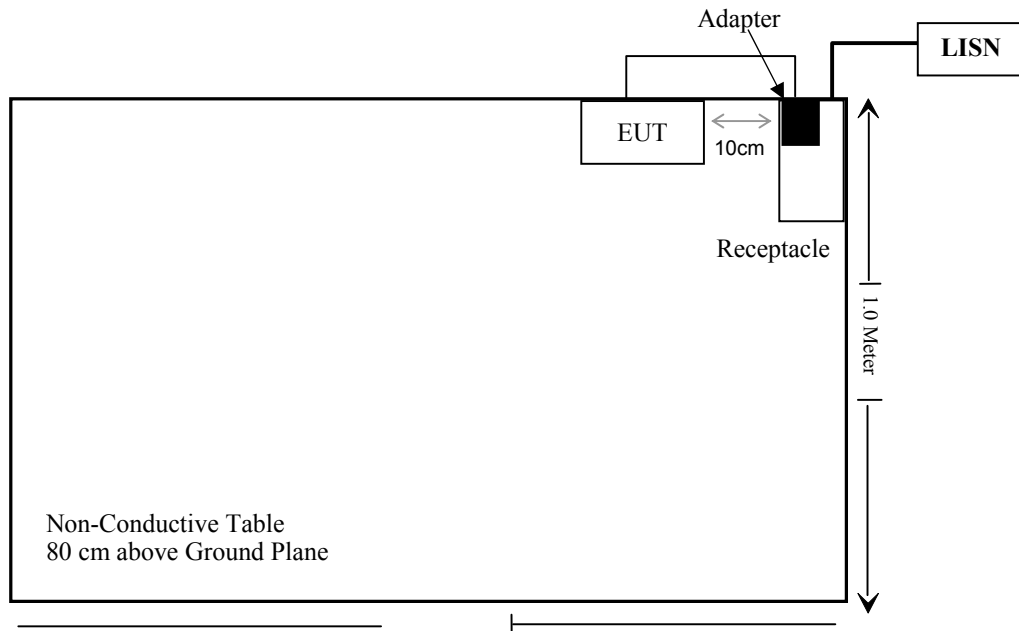 Adapter
LISN
EUT
10cm
Receptacle
1.0 Meter
Non-Conductive Table
80 cm above Ground Plane